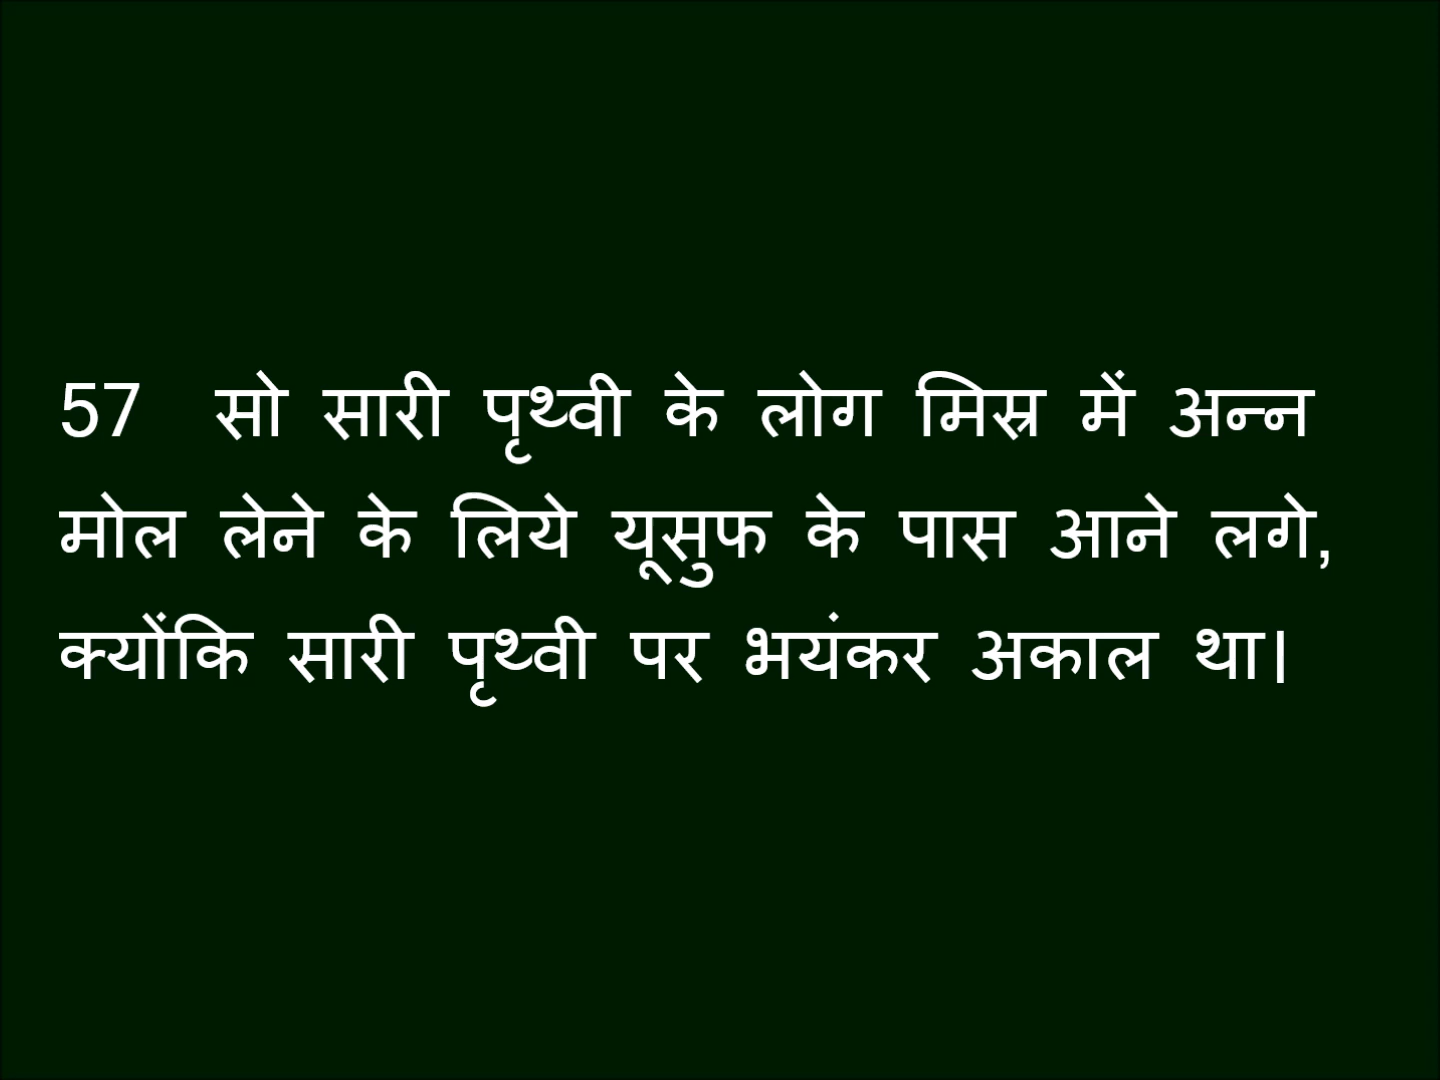 57 सो सारी पृथ्वी के लोग मिस्र में अन्न
मोल लेने के लिये यूसुफ के पास आने लगे,
क्योंकि सारी पृथ्वी पर भयंकर अकाल था।